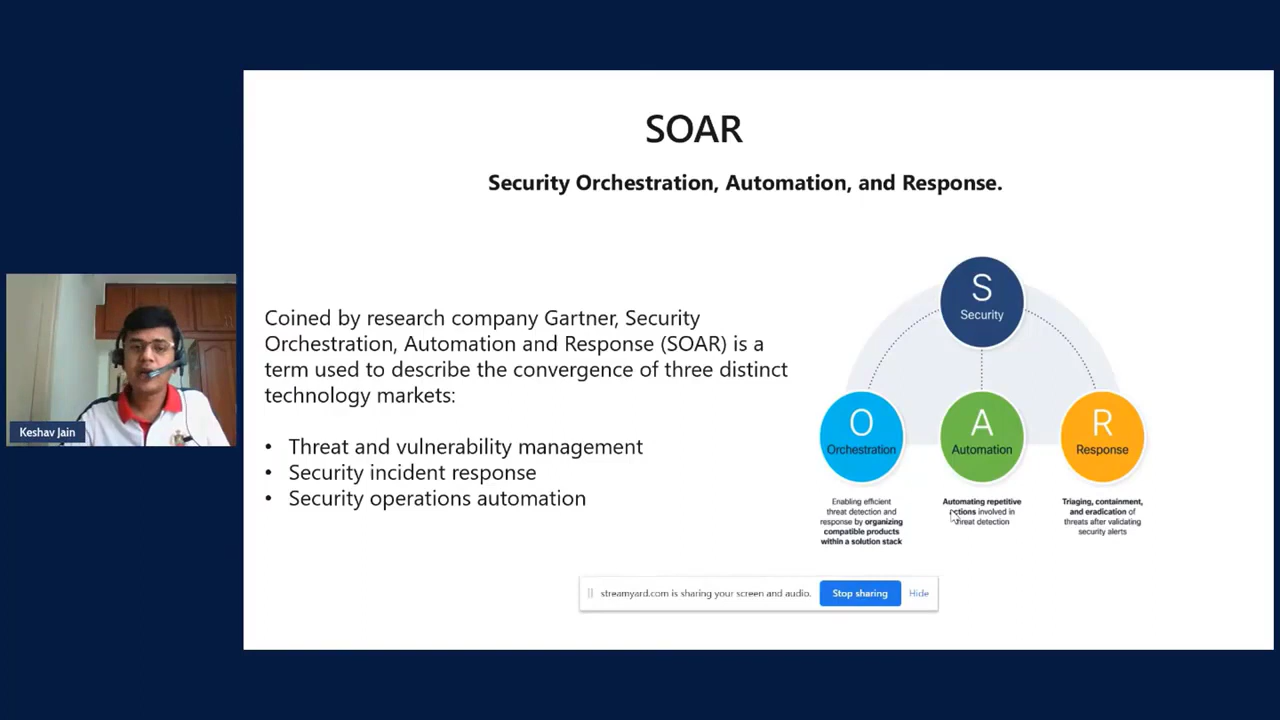 SOAR
Security Orchestration, Automation, and Response.
Coined by research company Gartner, Security
Orchestration, Automation and Response (SOAR) is a
term used to describe the convergence of three distinct
technology markets:
• Threat and vulnerability management
• Security incident response
• Security operations automation
S
Security
O
Orchestration
A
Automation
R
Response
Enabling efficient
threat detection and
response by organizing
compatible products
within a solution stack
Automating repetitive
actions involved in
threat detection
Triaging, containment,
and eradication of
threats after validating
security alerts
Keshav Jain
streamyard.com is sharing your screen and audio.
Stop sharing
Hide